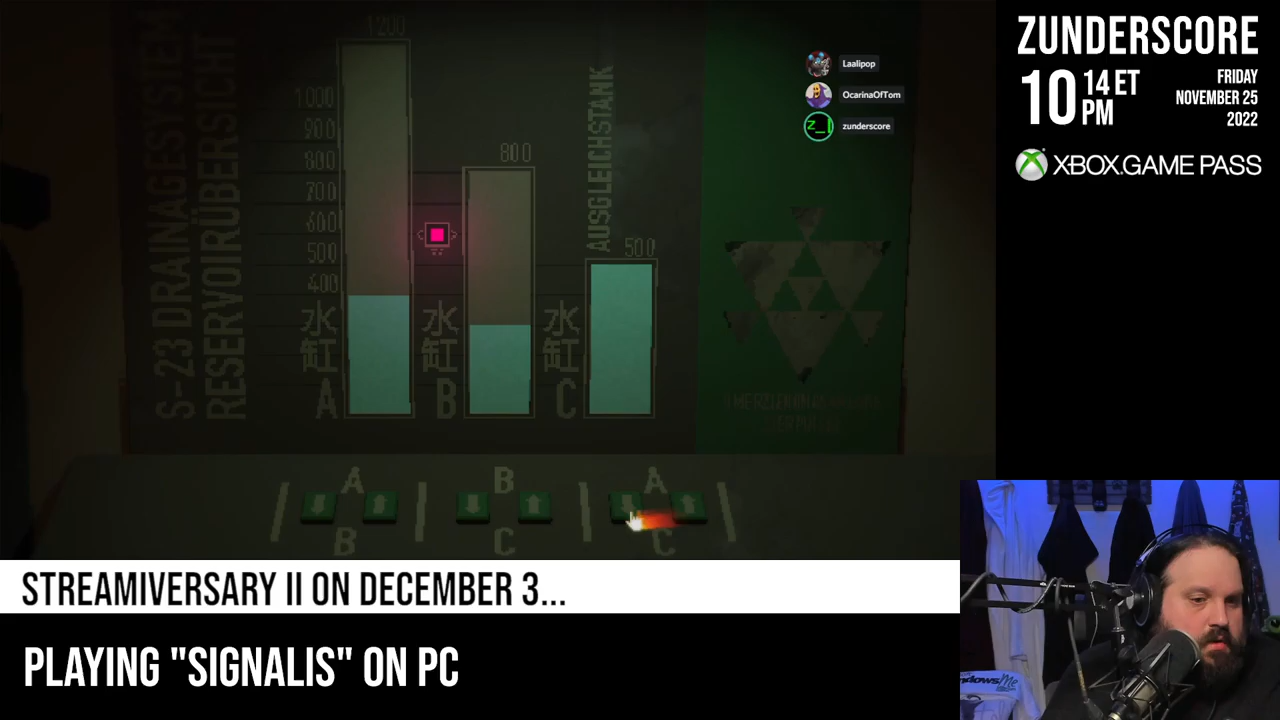 1200
1000
900
800
700
600
500
400
800
500
S-23 DRAINAGESYSTEM
RESERVOIRÜBERSICHT
AUSGLEICHSTANK
水缸 A
水缸 B
水缸 C
A
B
B
C
A
C
Laalipop
OcarinaOfTom
zunderscore
ZUNDERSCORE
10 14 ET
PM
FRIDAY
NOVEMBER 25
2022
XBOX GAME PASS
STREAMIVERSARY II ON DECEMBER 3...
PLAYING "SIGNALIS" ON PC